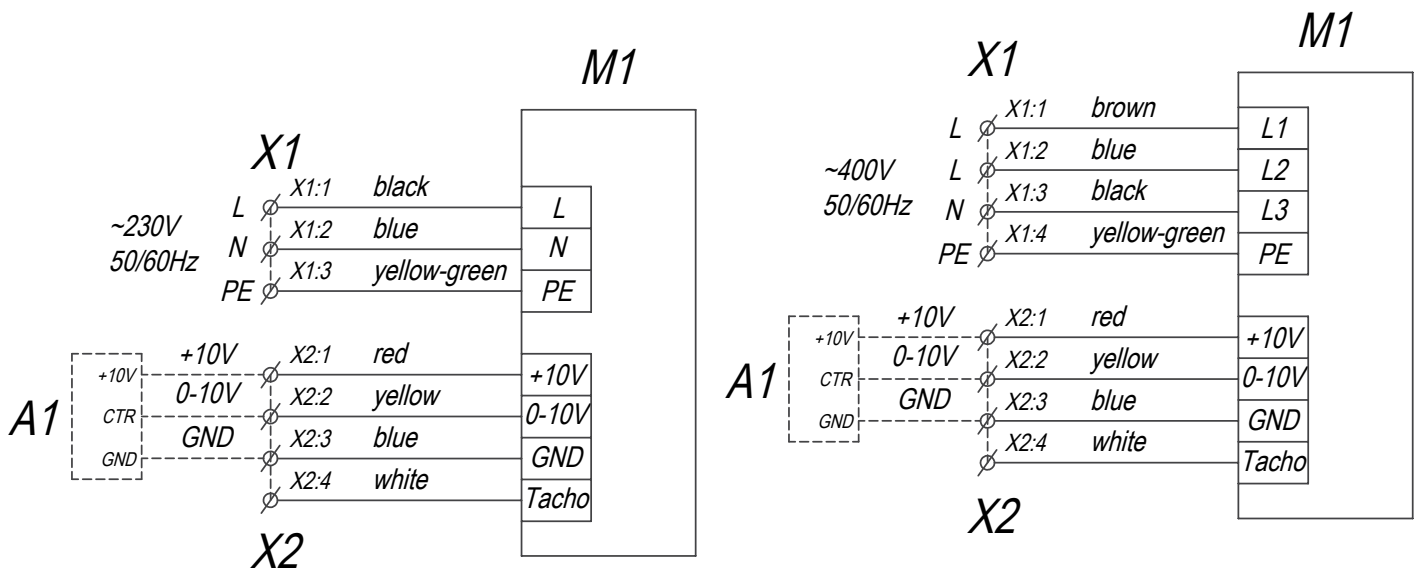 M1
X1
X1:1 black
L
L
~230V
X1:2 blue
N
N
50/60Hz
X1:3 yellow-green
PE
PE
+10V
X2:1 red
+10V
+10V
0-10V
X2:2 yellow
A1
CTR
0-10V
GND
X2:3 blue
GND
GND
X2:4 white
Tacho
X2
M1
X1
X1:1 brown
L
L1
X1:2 blue
~400V
L
L2
X1:3 black
50/60Hz
N
L3
X1:4 yellow-green
PE
PE
+10V
X2:1 red
+10V
+10V
0-10V
X2:2 yellow
A1
CTR
0-10V
GND
X2:3 blue
GND
GND
X2:4 white
Tacho
X2